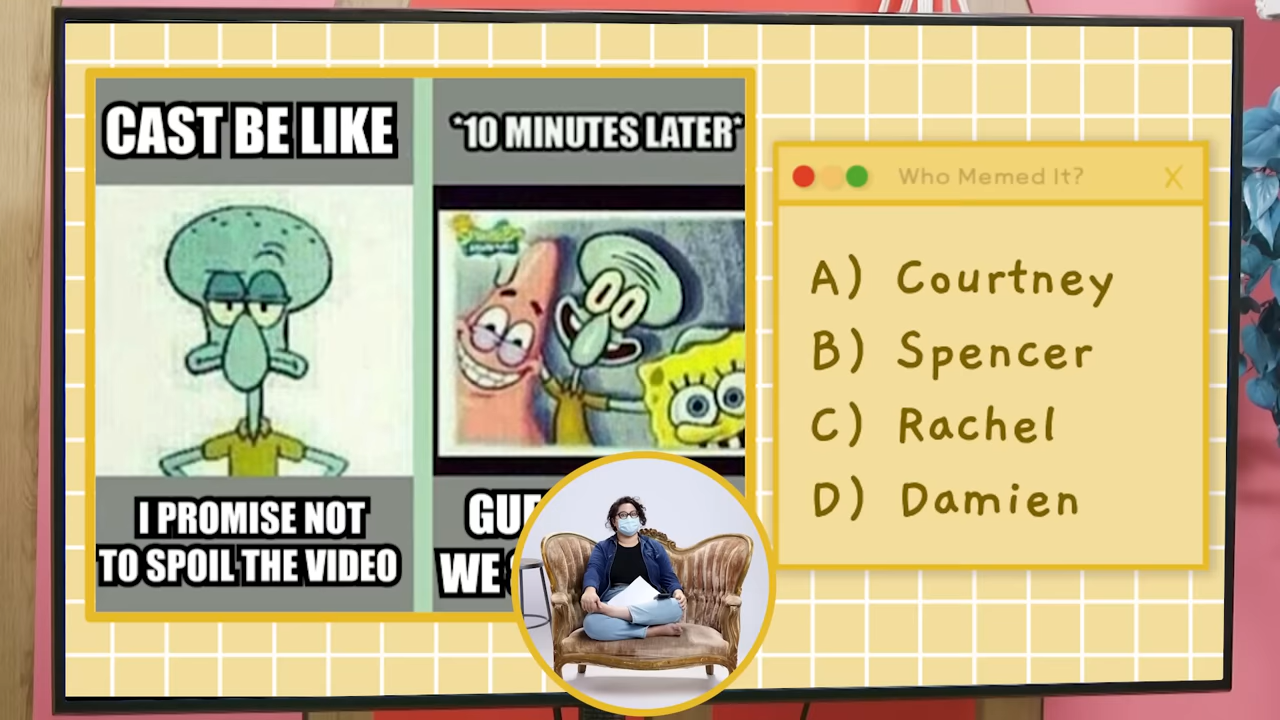 CAST BE LIKE
I PROMISE NOT
TO SPOIL THE VIDEO
*10 MINUTES LATER*
WE
Who Memed It?
X
A) Courtney
B) Spencer
C) Rachel
D) Damien